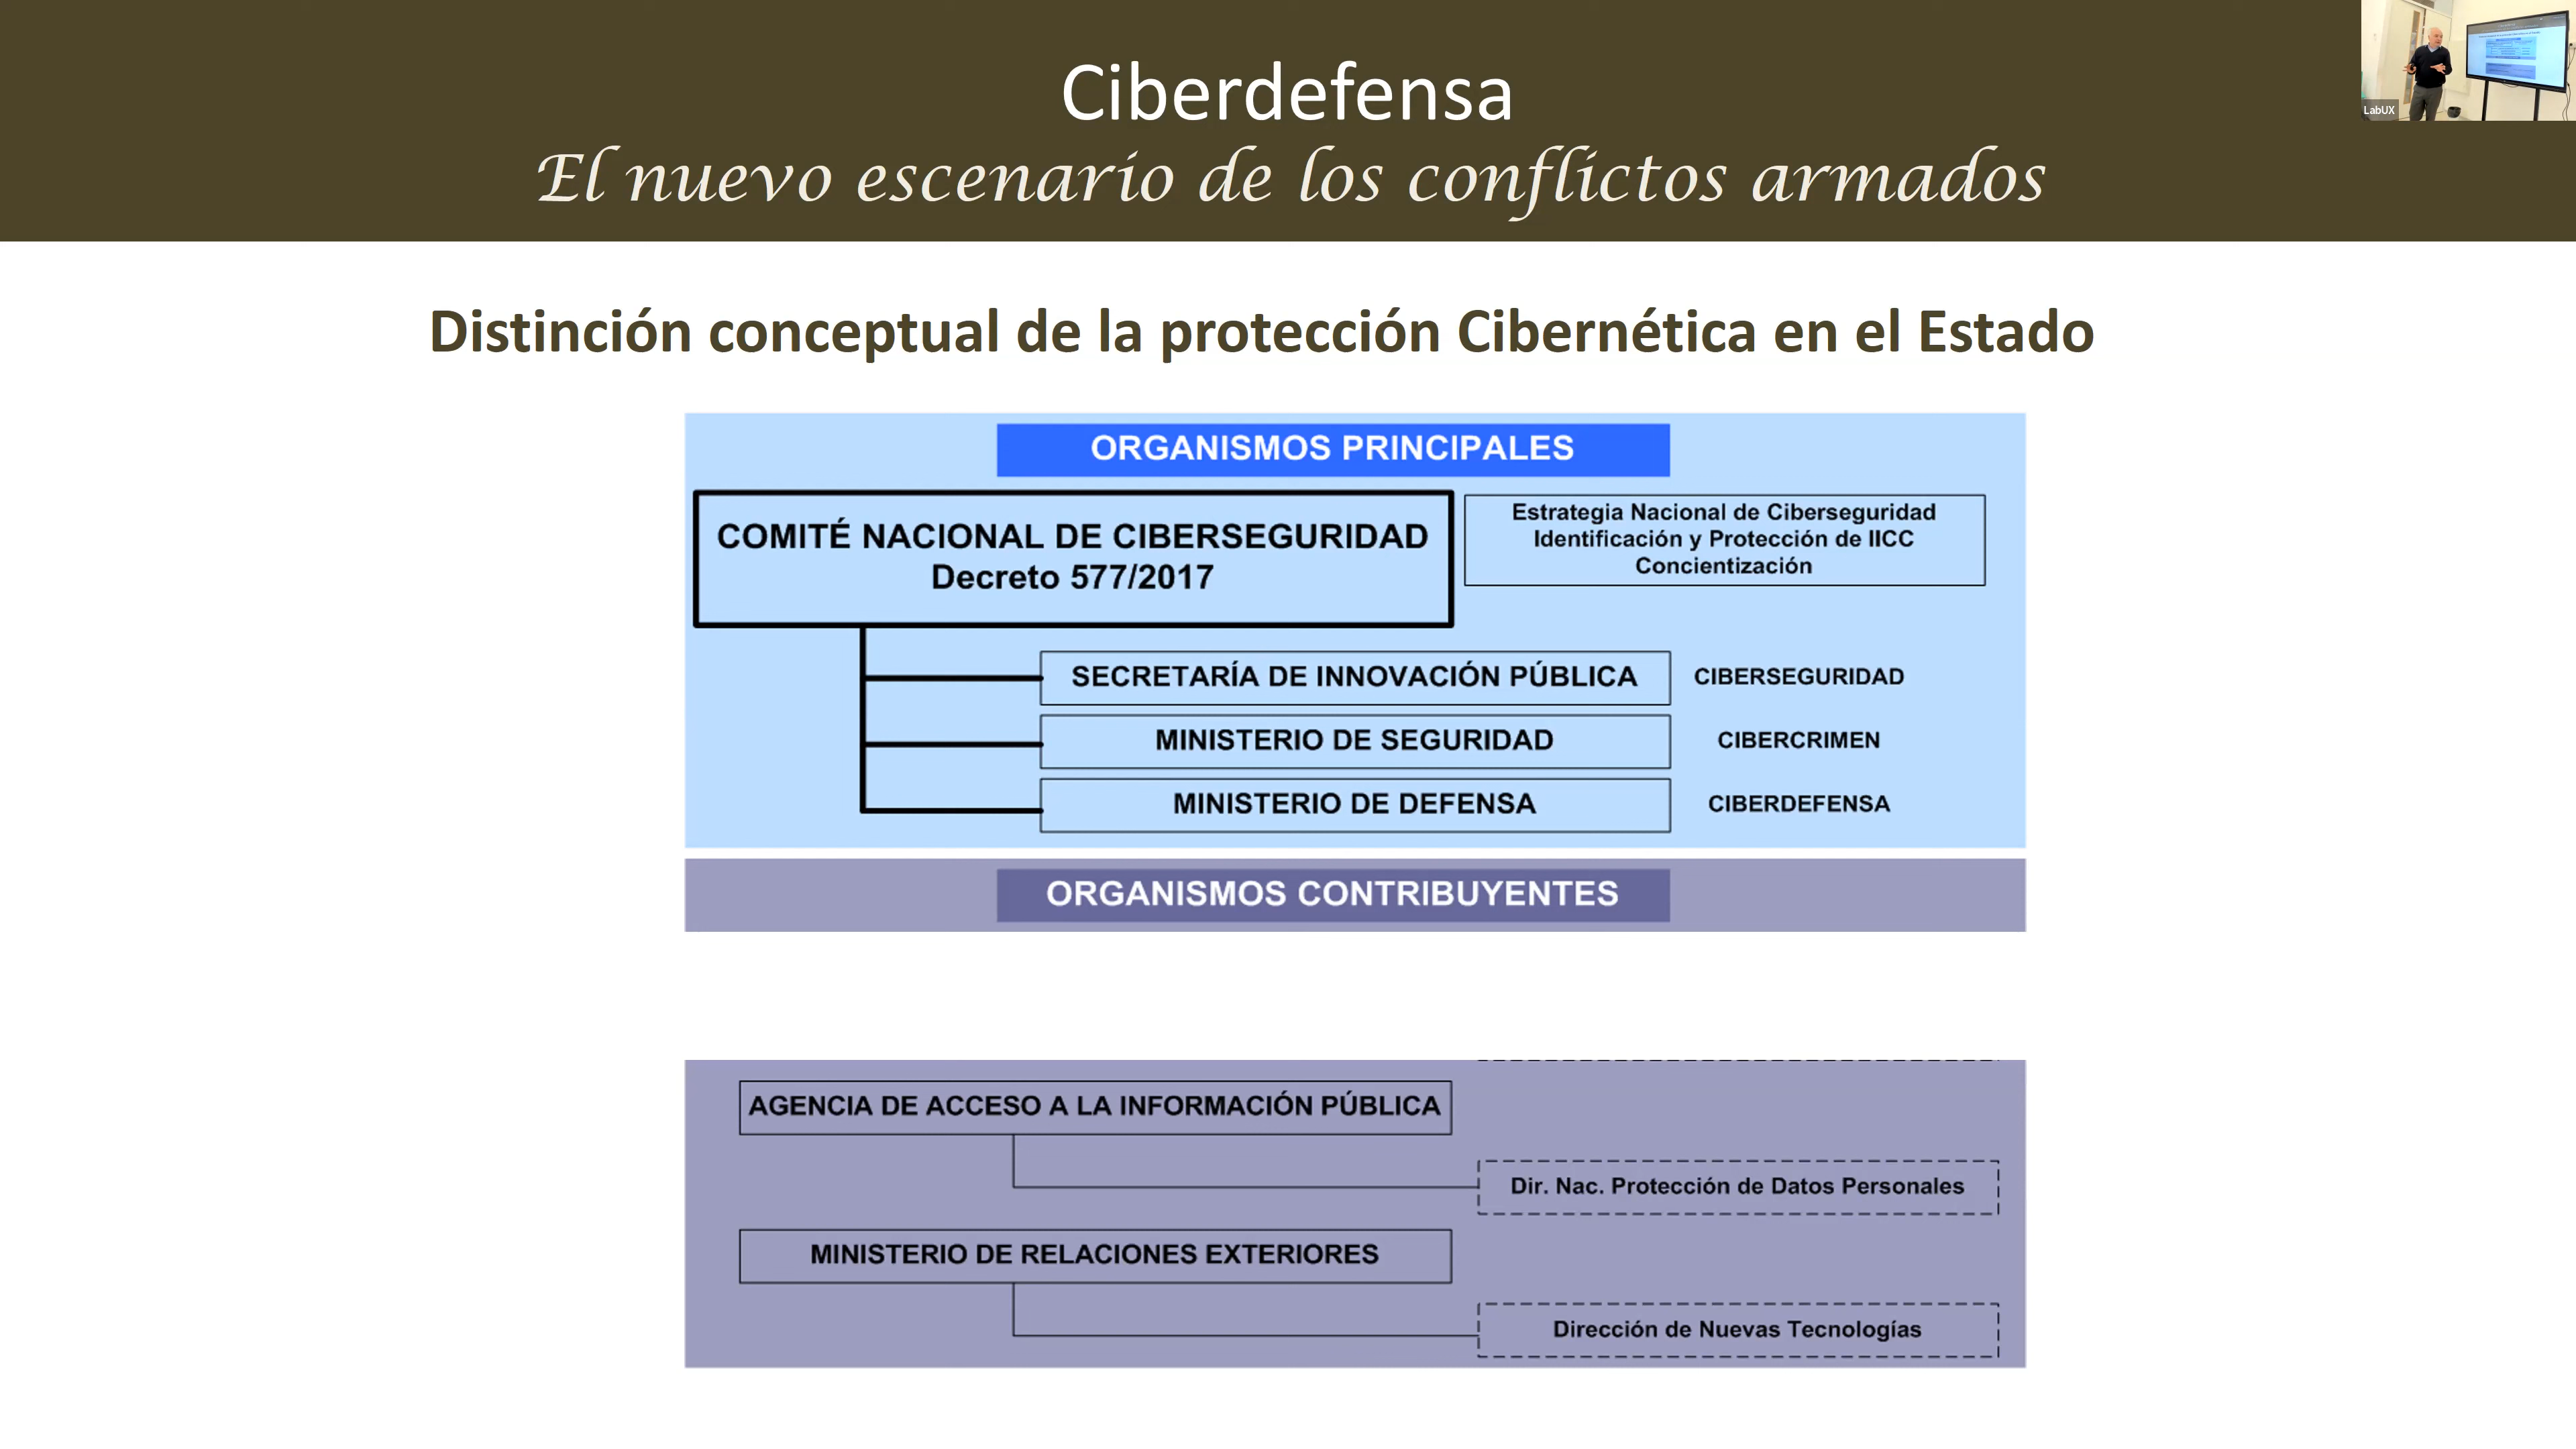 Ciberdefensa
El nuevo escenario de los conflictos armados
LabUX
Distinción conceptual de la protección Cibernética en el Estado
ORGANISMOS PRINCIPALES
COMITÉ NACIONAL DE CIBERSEGURIDAD
Decreto 577/2017
Estrategia Nacional de Ciberseguridad
Identificación y Protección de IICC
Concientización
SECRETARÍA DE INNOVACIÓN PÚBLICA
CIBERSEGURIDAD
MINISTERIO DE SEGURIDAD
CIBERCRIMEN
MINISTERIO DE DEFENSA
CIBERDEFENSA
ORGANISMOS CONTRIBUYENTES
AGENCIA DE ACCESO A LA INFORMACIÓN PÚBLICA
Dir. Nac. Protección de Datos Personales
MINISTERIO DE RELACIONES EXTERIORES
Dirección de Nuevas Tecnologías